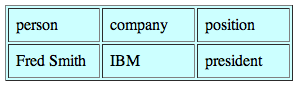 person company position
Fred Smith IBM president